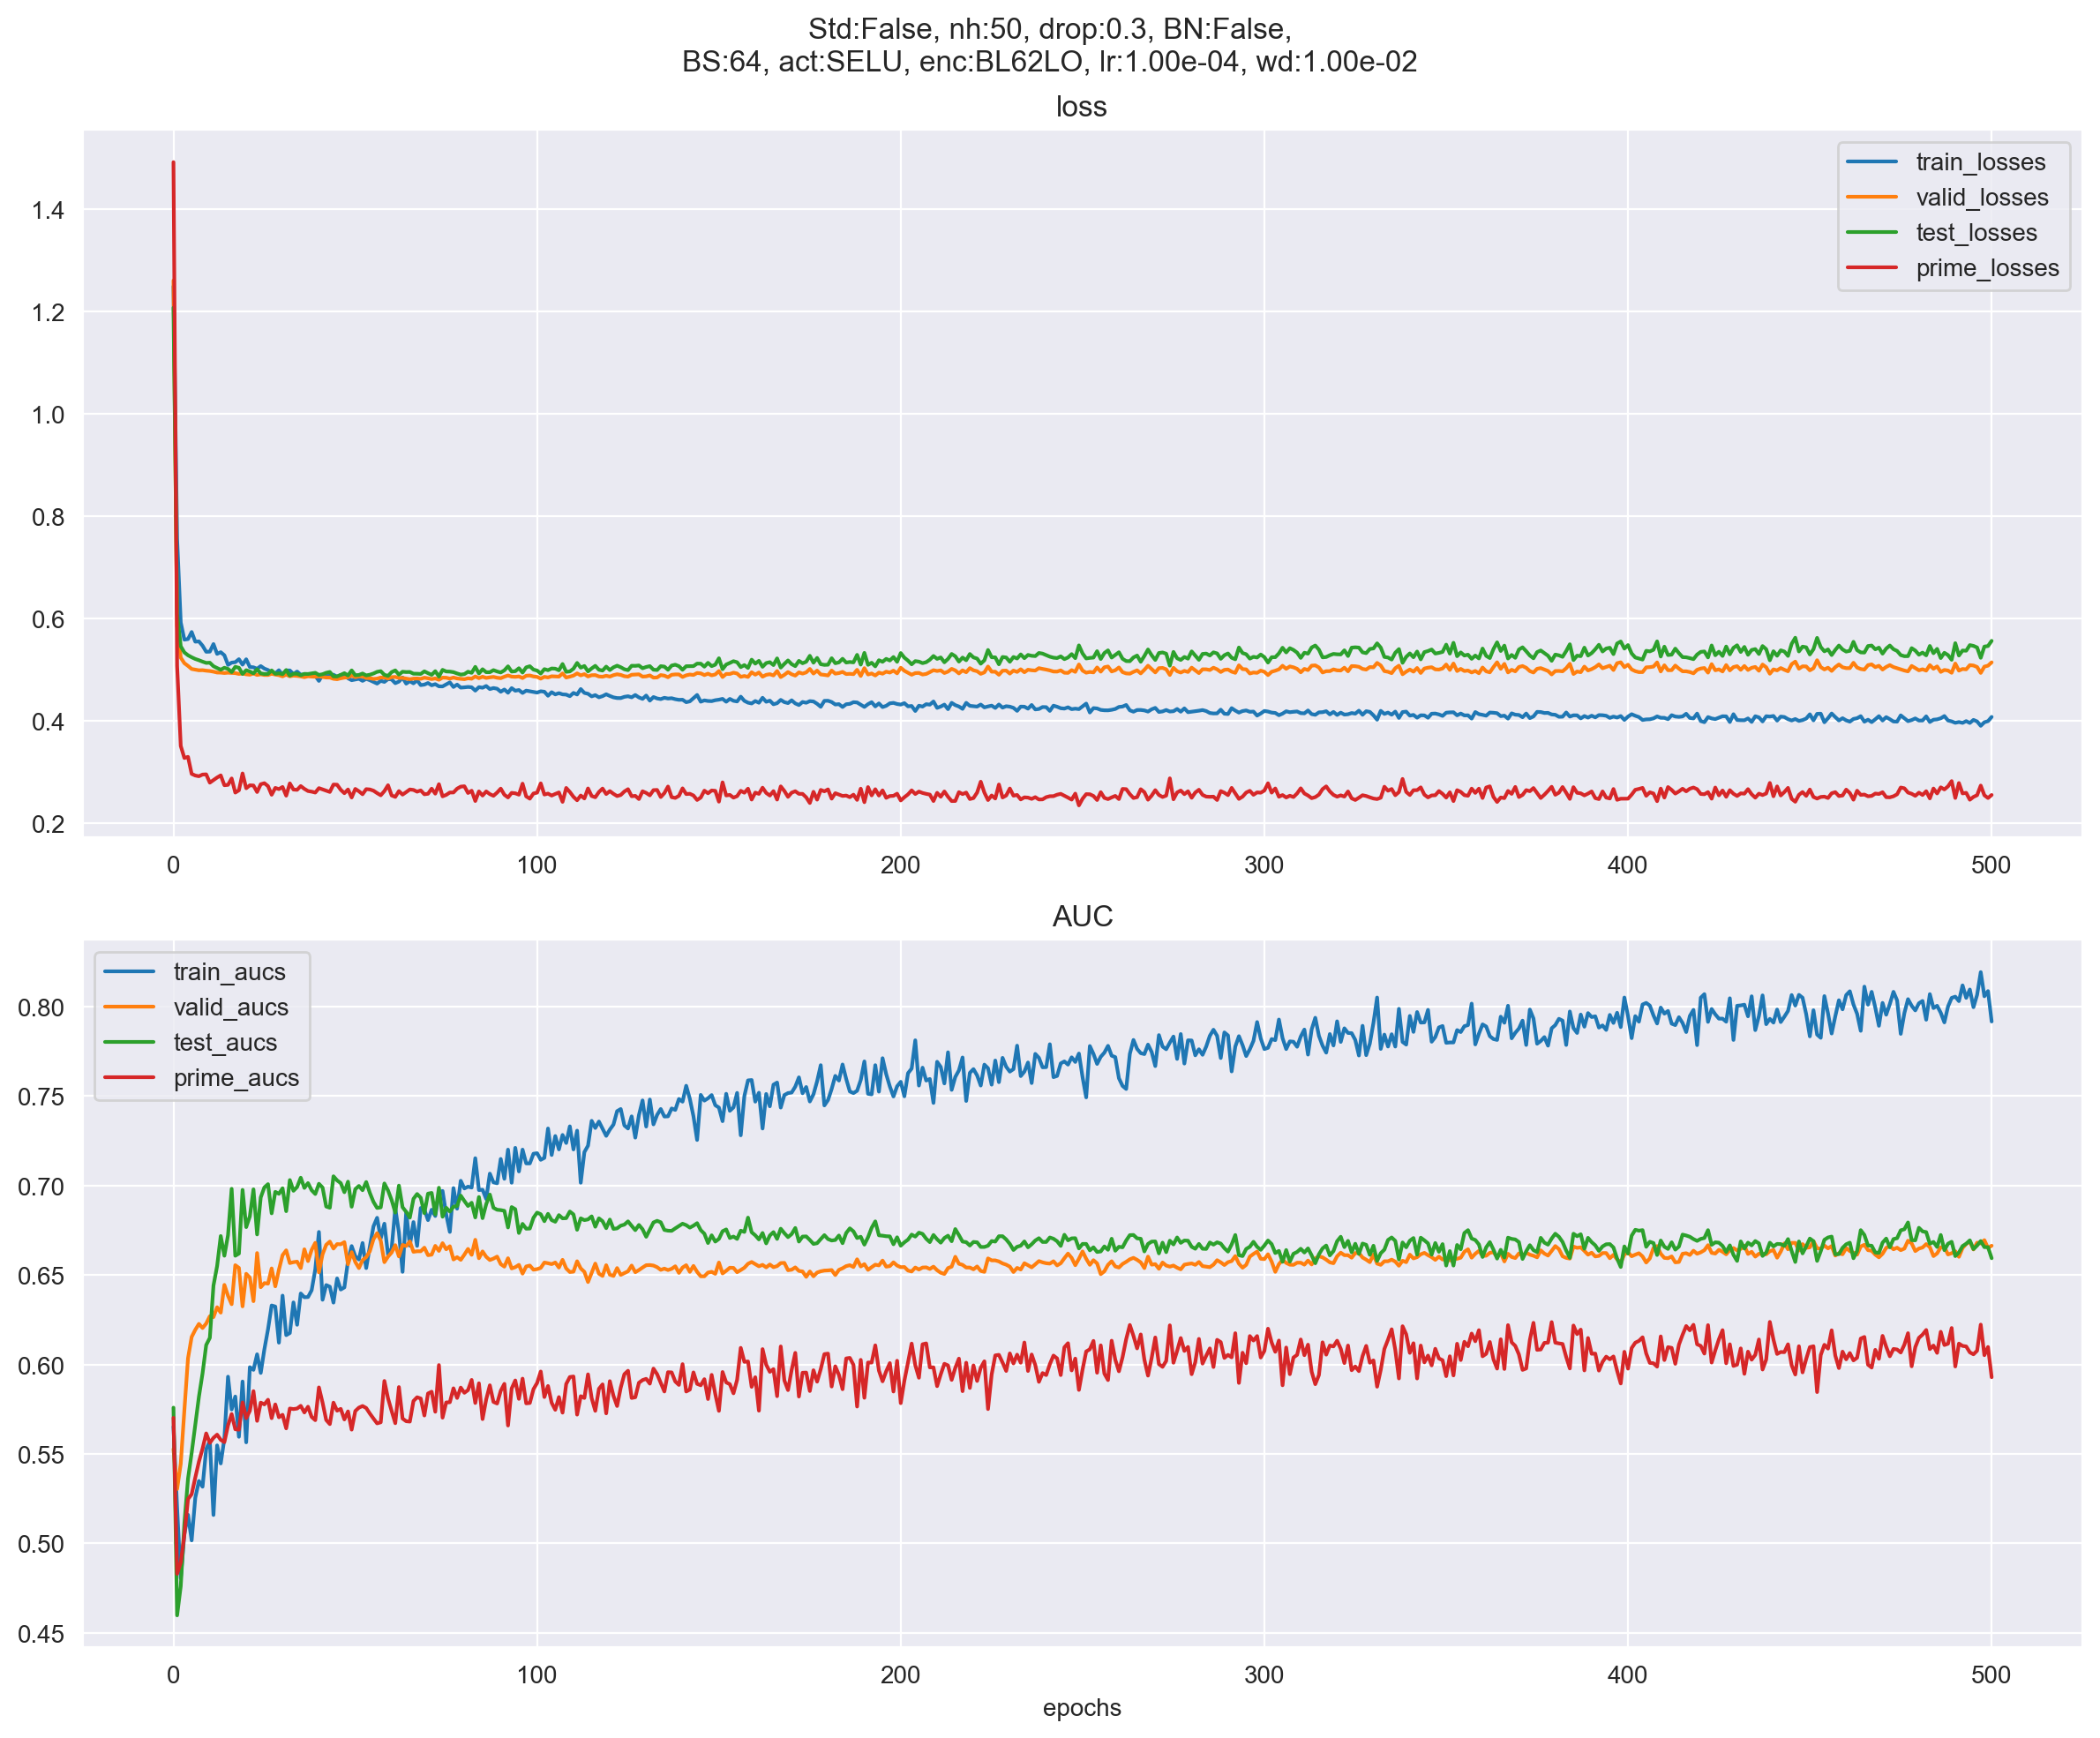 Std:False, nh:50, drop:0.3, BN:False,
BS:64, act:SELU, enc:BL62LO, lr:1.00e-04, wd:1.00e-02
loss
train_losses
valid_losses
test_losses
prime_losses
1.4
1.2
1.0
0.8
0.6
0.4
0.2
0 100 200 300 400 500
AUC
train_aucs
valid_aucs
test_aucs
prime_aucs
0.80
0.75
0.70
0.65
0.60
0.55
0.50
0.45
0 100 200 300 400 500
epochs